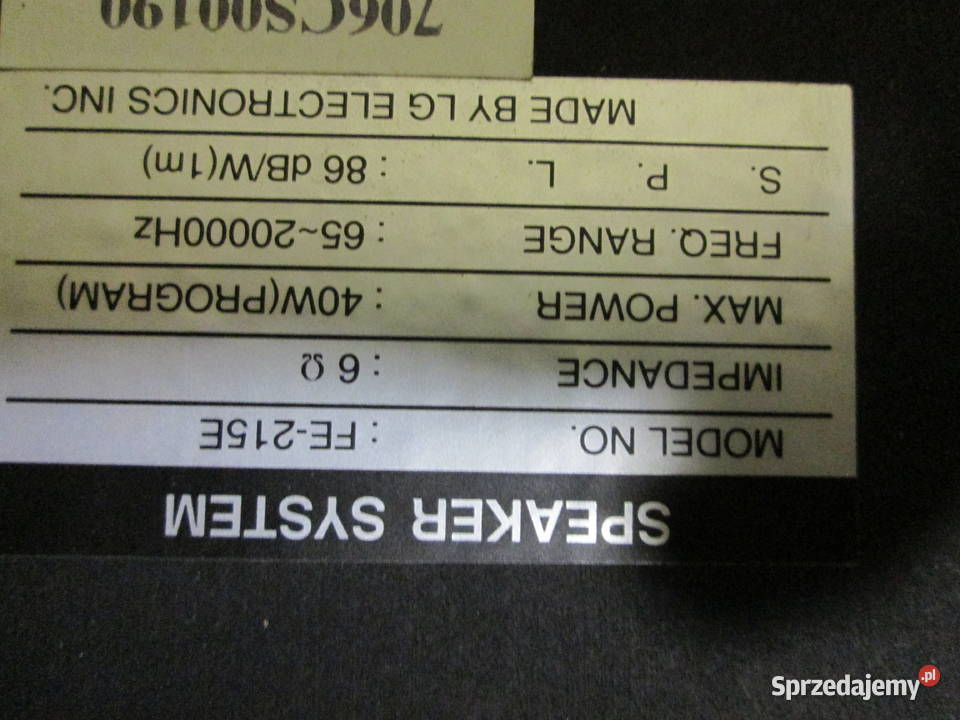 SPEAKER SYSTEM
MODEL NO. : FE-215E
IMPEDANCE : 6 Ω
MAX. POWER : 40W(PROGRAM)
FREQ. RANGE : 65~20000Hz
S. P. L. : 86 dB/W(1m)
MADE BY LG ELECTRONICS INC.
706CS00190
Sprzedajemy.pl